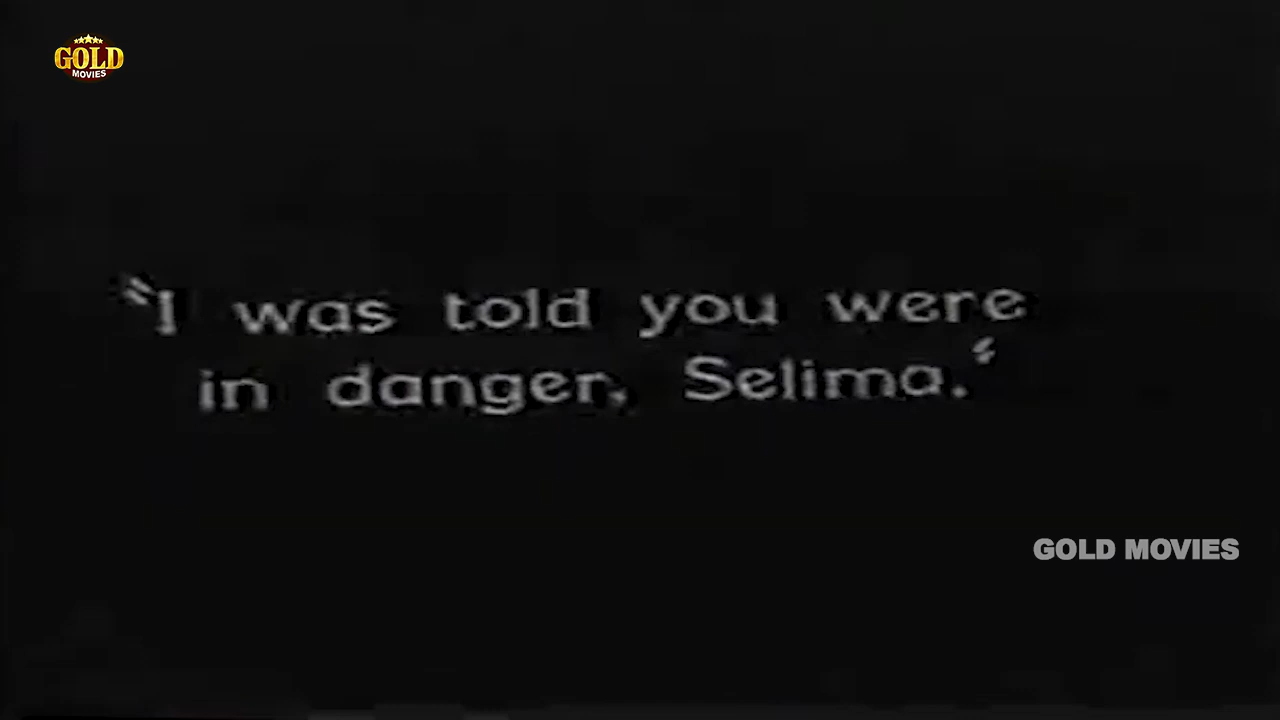 GOLD
MOVIES
"I was told you were
in danger, Selima."
GOLD MOVIES